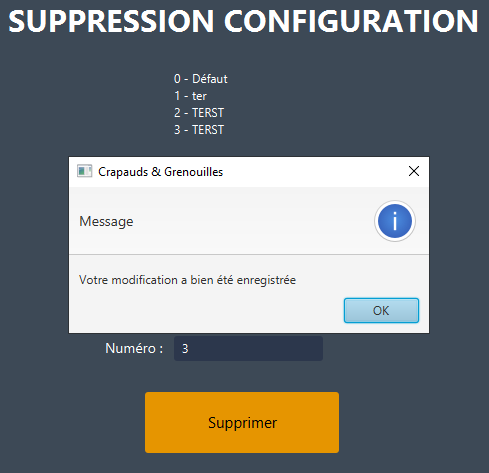 SUPPRESSION CONFIGURATION
0 - Défaut
1 - ter
2 - TERST
3 - TERST
Crapauds & Grenouilles
Message
Votre modification a bien été enregistrée
OK
Numéro : 3
Supprimer